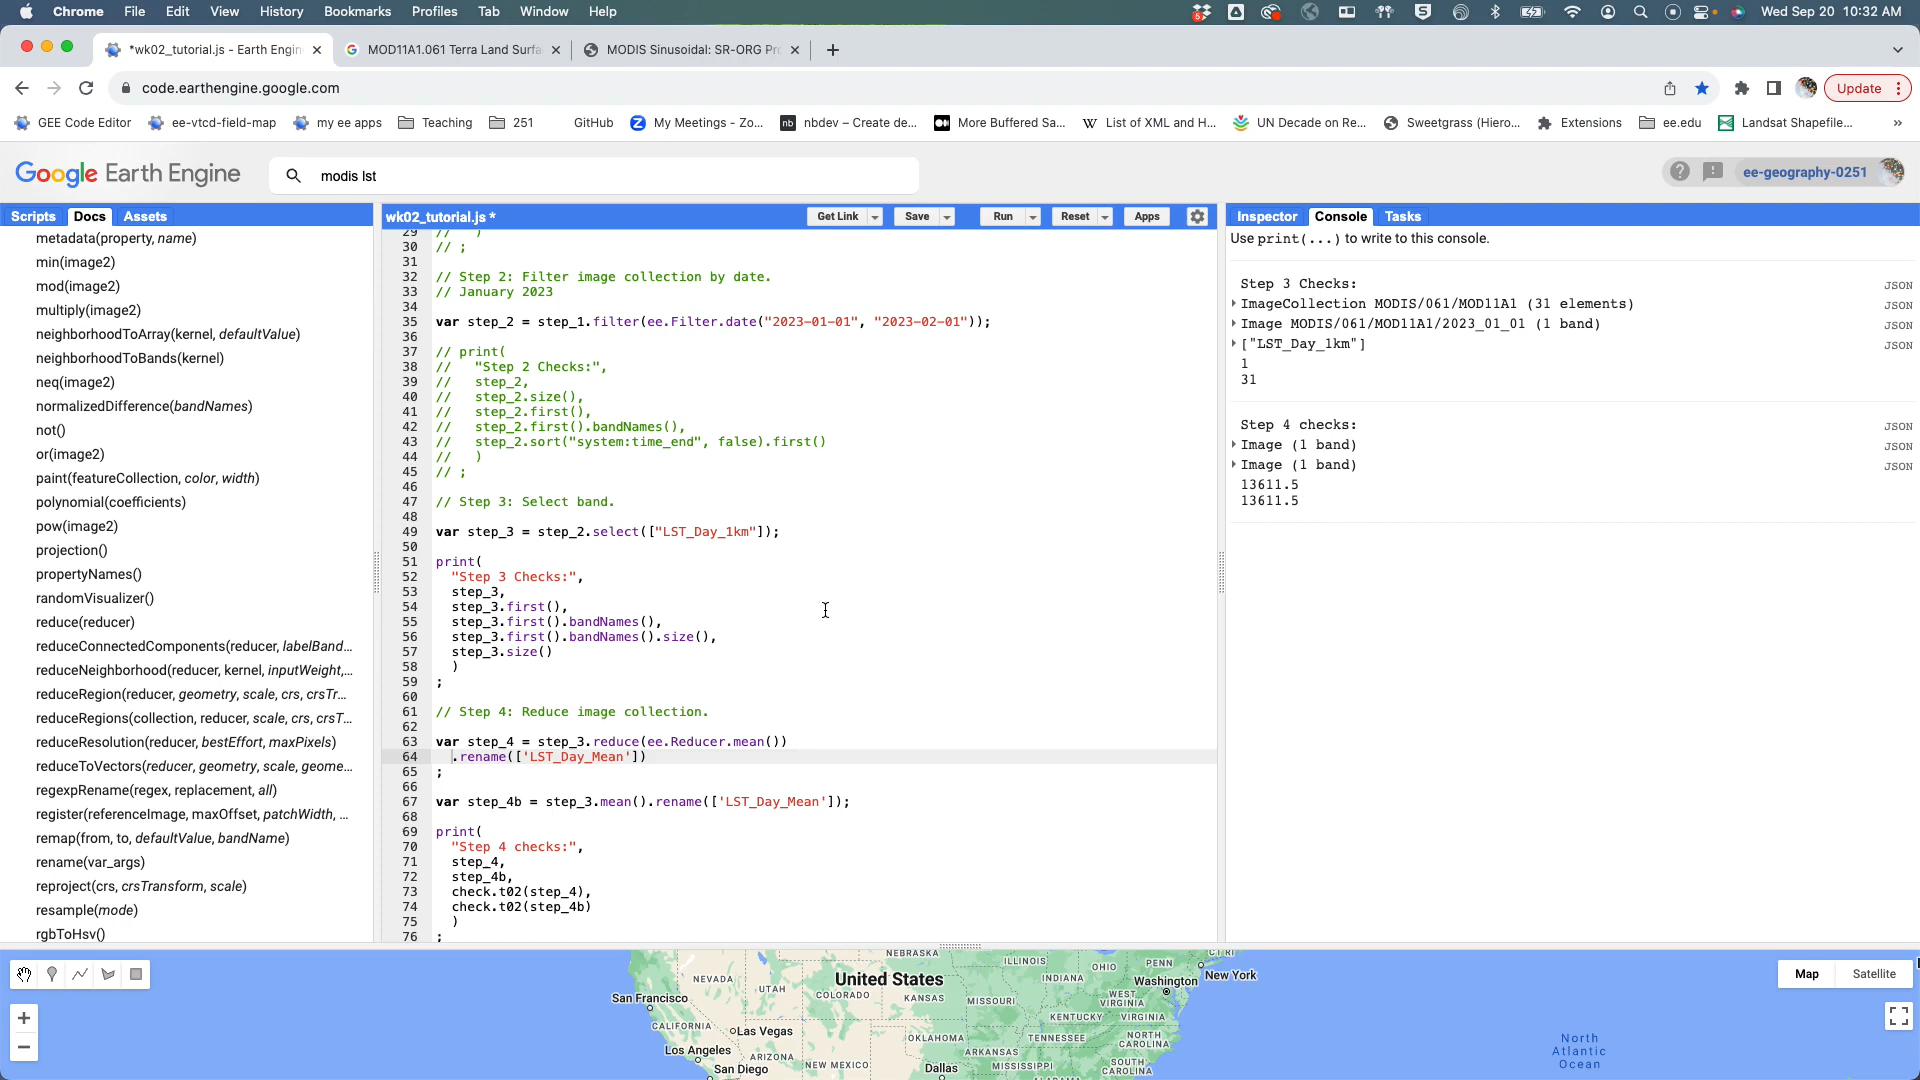 Chrome File Edit View History Bookmarks Profiles Tab Window Help Wed Sep 20 10:32 AM
*wk02_tutorial.js - Earth Engin MOD11A1.061 Terra Land Surfa MODIS Sinusoidal: SR-ORG Pr
code.earthengine.google.com Update
GEE Code Editor ee-vtcd-field-map my ee apps Teaching 251 GitHub My Meetings - Zo... nbdev – Create de... More Buffered Sa... List of XML and H... UN Decade on Re... Sweetgrass (Hiero... Extensions ee.edu Landsat Shapefile... »
Google Earth Engine modis lst ee-geography-0251
Scripts Docs Assets
metadata(property, name)
min(image2)
mod(image2)
multiply(image2)
neighborhoodToArray(kernel, defaultValue)
neighborhoodToBands(kernel)
neq(image2)
normalizedDifference(bandNames)
not()
or(image2)
paint(featureCollection, color, width)
polynomial(coefficients)
pow(image2)
projection()
propertyNames()
randomVisualizer()
reduce(reducer)
reduceConnectedComponents(reducer, labelBand...
reduceNeighborhood(reducer, kernel, inputWeight,...
reduceRegion(reducer, geometry, scale, crs, crsTr...
reduceRegions(collection, reducer, scale, crs, crsT...
reduceResolution(reducer, bestEffort, maxPixels)
reduceToVectors(reducer, geometry, scale, geome...
regexpRename(regex, replacement, all)
register(referenceImage, maxOffset, patchWidth, ...
remap(from, to, defaultValue, bandName)
rename(var_args)
reproject(crs, crsTransform, scale)
resample(mode)
rgbToHsv()
wk02_tutorial.js * Get Link Save Run Reset Apps
29 // )
30 // ;
31
32 // Step 2: Filter image collection by date.
33 // January 2023
34
35 var step_2 = step_1.filter(ee.Filter.date("2023-01-01", "2023-02-01"));
36
37 // print(
38 // "Step 2 Checks:",
39 // step_2,
40 // step_2.size(),
41 // step_2.first(),
42 // step_2.first().bandNames(),
43 // step_2.sort("system:time_end", false).first()
44 // )
45 // ;
46
47 // Step 3: Select band.
48
49 var step_3 = step_2.select(["LST_Day_1km"]);
50
51 print(
52 "Step 3 Checks:",
53 step_3,
54 step_3.first(),
55 step_3.first().bandNames(),
56 step_3.first().bandNames().size(),
57 step_3.size()
58 )
59 ;
60
61 // Step 4: Reduce image collection.
62
63 var step_4 = step_3.reduce(ee.Reducer.mean())
64 .rename(['LST_Day_Mean'])
65 ;
66
67 var step_4b = step_3.mean().rename(['LST_Day_Mean']);
68
69 print(
70 "Step 4 checks:",
71 step_4,
72 step_4b,
73 check.t02(step_4),
74 check.t02(step_4b)
75 )
76 ;
Inspector Console Tasks
Use print(...) to write to this console.
Step 3 Checks: JSON
ImageCollection MODIS/061/MOD11A1 (31 elements) JSON
Image MODIS/061/MOD11A1/2023_01_01 (1 band) JSON
["LST_Day_1km"] JSON
1
31
Step 4 checks: JSON
Image (1 band) JSON
Image (1 band) JSON
13611.5
13611.5
Map Satellite
NEBRASKA
ILLINOIS
OHIO
PENN
New York
NEVADA
UTAH
United States
COLORADO
KANSAS
MISSOURI
INDIANA
WEST
VIRGINIA
Washington
San Francisco
KENTUCKY
VIRGINIA
CALIFORNIA
Las Vegas
OKLAHOMA
TENNESSEE
NORTH
CAROLINA
Los Angeles
ARIZONA
NEW MEXICO
ARKANSAS
MISSISSIPPI
SOUTH
CAROLINA
San Diego
Dallas
North
Atlantic
Ocean